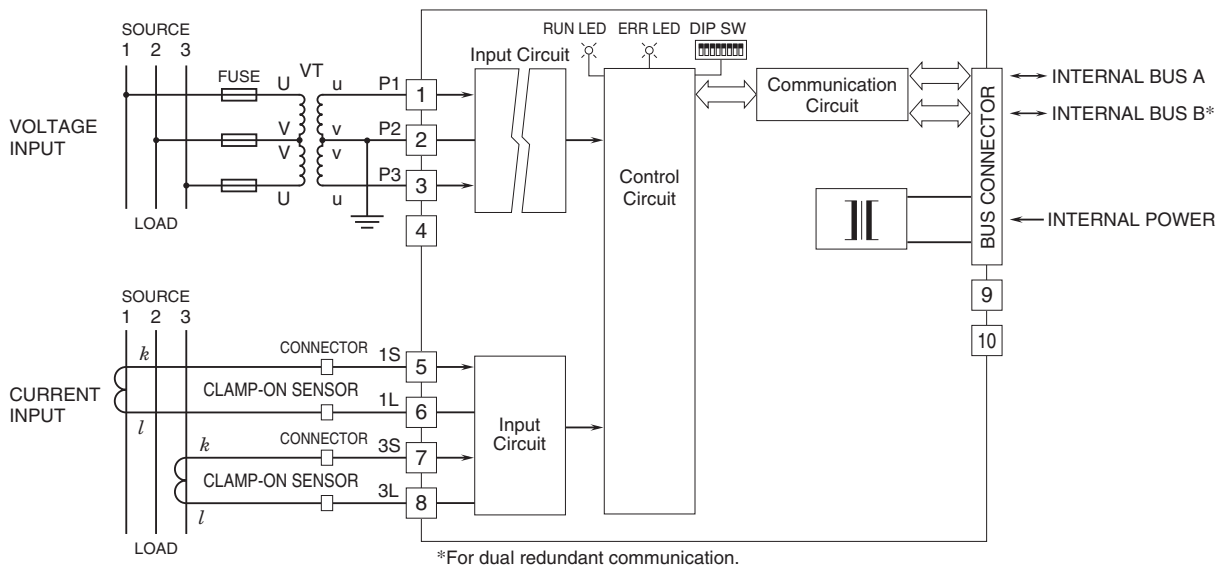 SOURCE
1 2 3
FUSE
U
VT
u
P1
1
VOLTAGE
INPUT
V
v
P2
2
V
v
P3
3
U
u
LOAD
4
Input Circuit
RUN LED
ERR LED
DIP SW
Control
Circuit
Communication
Circuit
BUS CONNECTOR
INTERNAL BUS A
INTERNAL BUS B*
INTERNAL POWER
9
10
SOURCE
1 2 3
k
CONNECTOR
1S
5
CURRENT
INPUT
CLAMP-ON SENSOR
1L
6
l
k
CONNECTOR
3S
7
CLAMP-ON SENSOR
3L
8
l
LOAD
Input
Circuit
*For dual redundant communication.